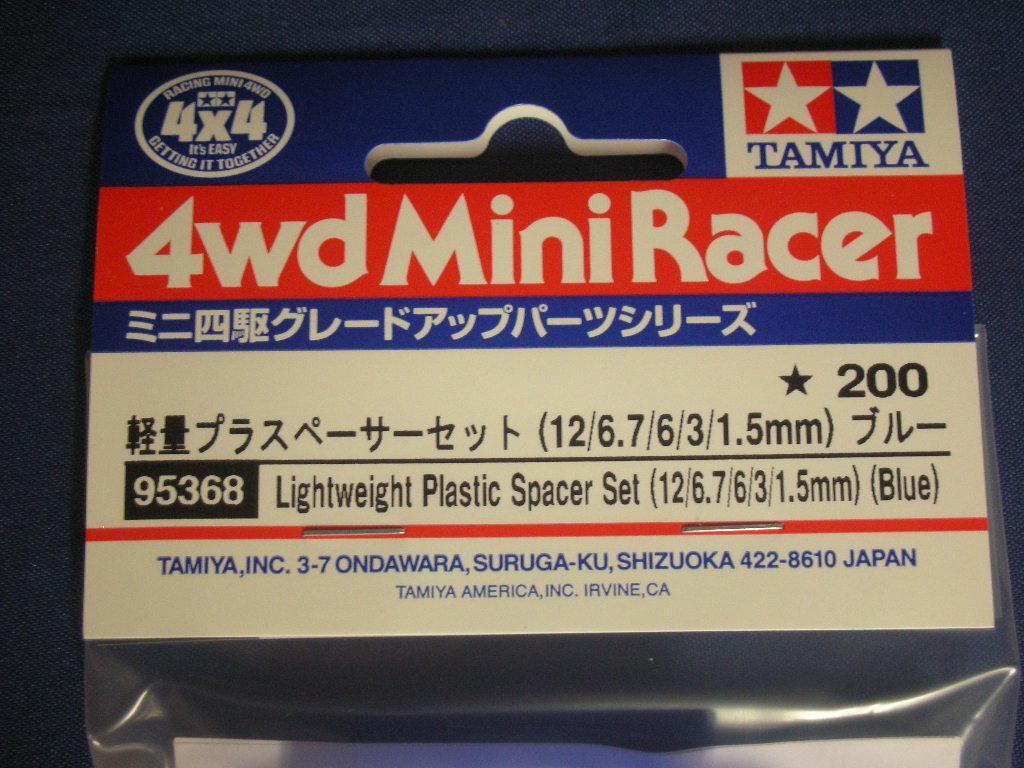 RACING MINI 4WD
4x4
It's EASY
GETTING IT TOGETHER
TAMIYA
4wd Mini Racer
ミニ四駆グレードアップパーツシリーズ
★ 200
軽量プラスペーサーセット (12/6.7/6/3/1.5mm) ブルー
95368 Lightweight Plastic Spacer Set (12/6.7/6/3/1.5mm) (Blue)
TAMIYA,INC. 3-7 ONDAWARA,SURUGA-KU,SHIZUOKA 422-8610 JAPAN
TAMIYA AMERICA,INC. IRVINE,CA